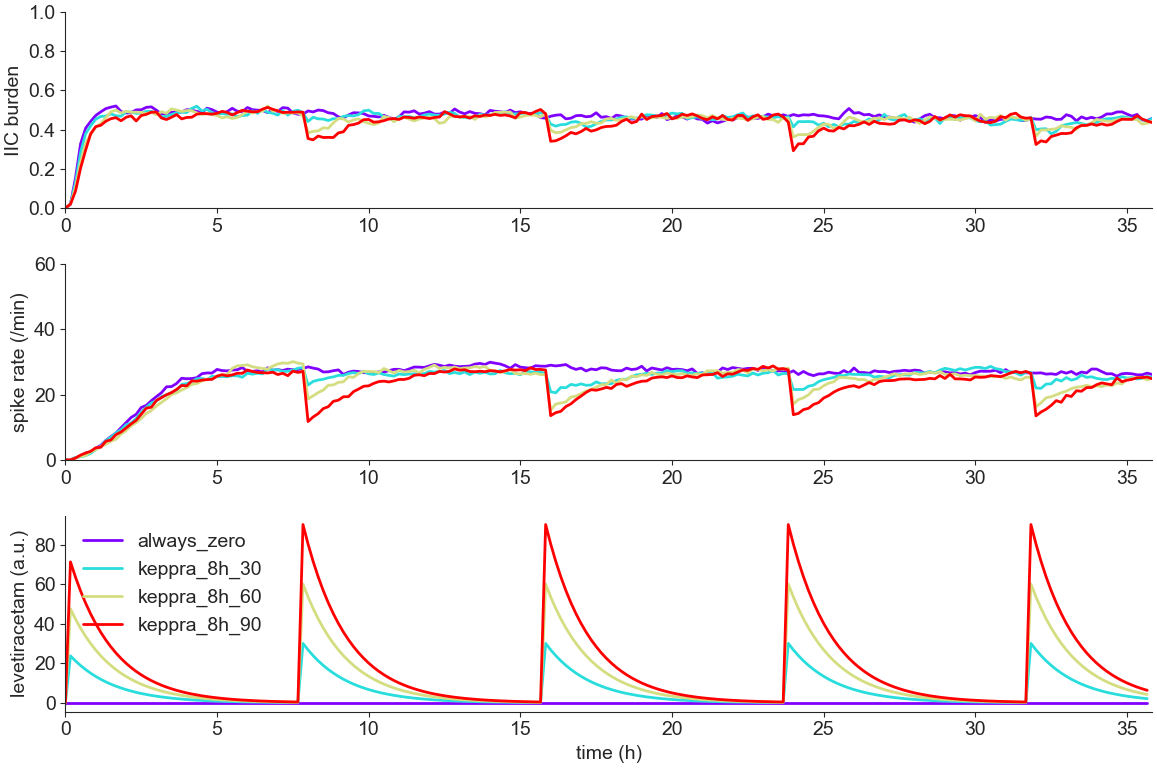 IIC burden
1.0
0.8
0.6
0.4
0.2
0.0
0 5 10 15 20 25 30 35
spike rate (/min)
60
40
20
0
0 5 10 15 20 25 30 35
levetiracetam (a.u.)
80
60
40
20
0
always_zero
keppra_8h_30
keppra_8h_60
keppra_8h_90
0 5 10 15 20 25 30 35
time (h)